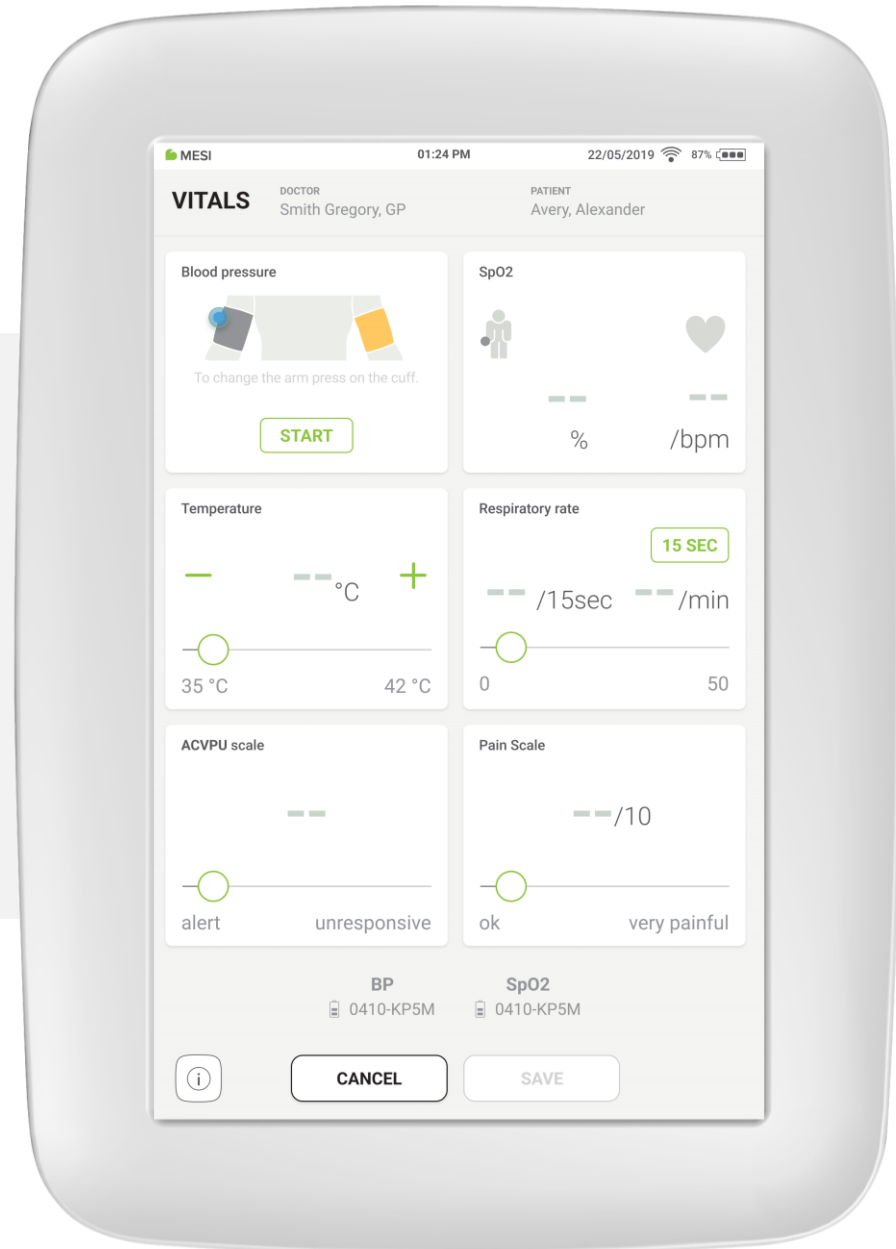 MESI 01:24 PM 22/05/2019 87%
VITALS
DOCTOR
Smith Gregory, GP
PATIENT
Avery, Alexander
Blood pressure
To change the arm press on the cuff.
START
SpO2
-- --
% /bpm
Temperature
− -- °C +
35 °C 42 °C
Respiratory rate
15 SEC
-- /15sec -- /min
0 50
ACVPU scale
--
alert unresponsive
Pain Scale
--/10
ok very painful
BP
0410-KP5M
SpO2
0410-KP5M
i
CANCEL
SAVE